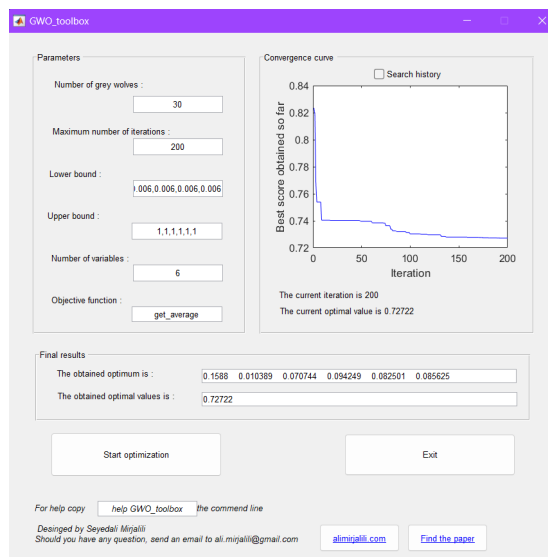 GWO_toolbox
Parameters
Number of grey wolves :
30
Maximum number of iterations :
200
Lower bound :
0.006,0.006,0.006,0.006
Upper bound :
1,1,1,1,1,1
Number of variables :
6
Objective function :
get_average
Convergence curve
Search history
Best score obtained so far
0.84
0.82
0.8
0.78
0.76
0.74
0.72
0 50 100 150 200
Iteration
The current iteration is 200
The current optimal value is 0.72722
Final results
The obtained optimum is :
0.1588 0.010389 0.070744 0.094249 0.082501 0.085625
The obtained optimal values is :
0.72722
Start optimization
Exit
For help copy help GWO_toolbox the commend line
Desinged by Seyedali Mirjalili
Should you have any question, send an email to ali.mirjalili@gmail.com
alimirjalili.com
Find the paper